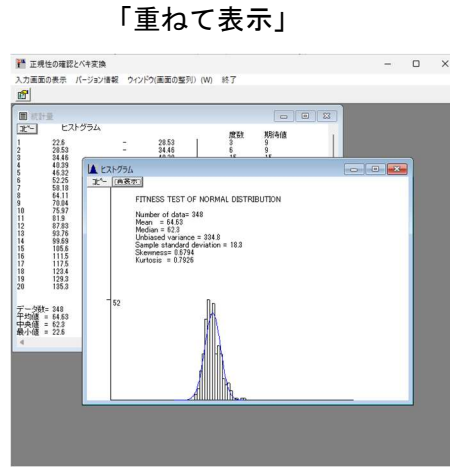 「重ねて表示」
正規性の確認とベキ変換
入力画面の表示 バージョン情報 ウィンドウ(画面の整列) (W) 終了
統計量
コピー ヒストグラム
度数 期待値
1 22.6 - 28.53 3 9
2 28.53 - 34.46 6 9
3 34.46 - 40.39 15 15
4 40.39
5 46.32
6 52.25
7 58.18
8 64.11
9 70.04
10 75.97
11 81.9
12 87.83
13 93.76
14 99.69
15 105.6
16 111.5
17 117.5
18 123.4
19 129.3
20 135.3
データ数= 348
平均値 = 64.63
中央値 = 62.3
最小値 = 22.6
ヒストグラム
コピー (再表示)
FITNESS TEST OF NORMAL DISTRIBUTION
Number of data= 348
Mean = 64.63
Median = 62.3
Unbiased variance = 334.8
Sample standard deviation = 18.3
Skewness= 0.6794
Kurtosis = 0.7926
52